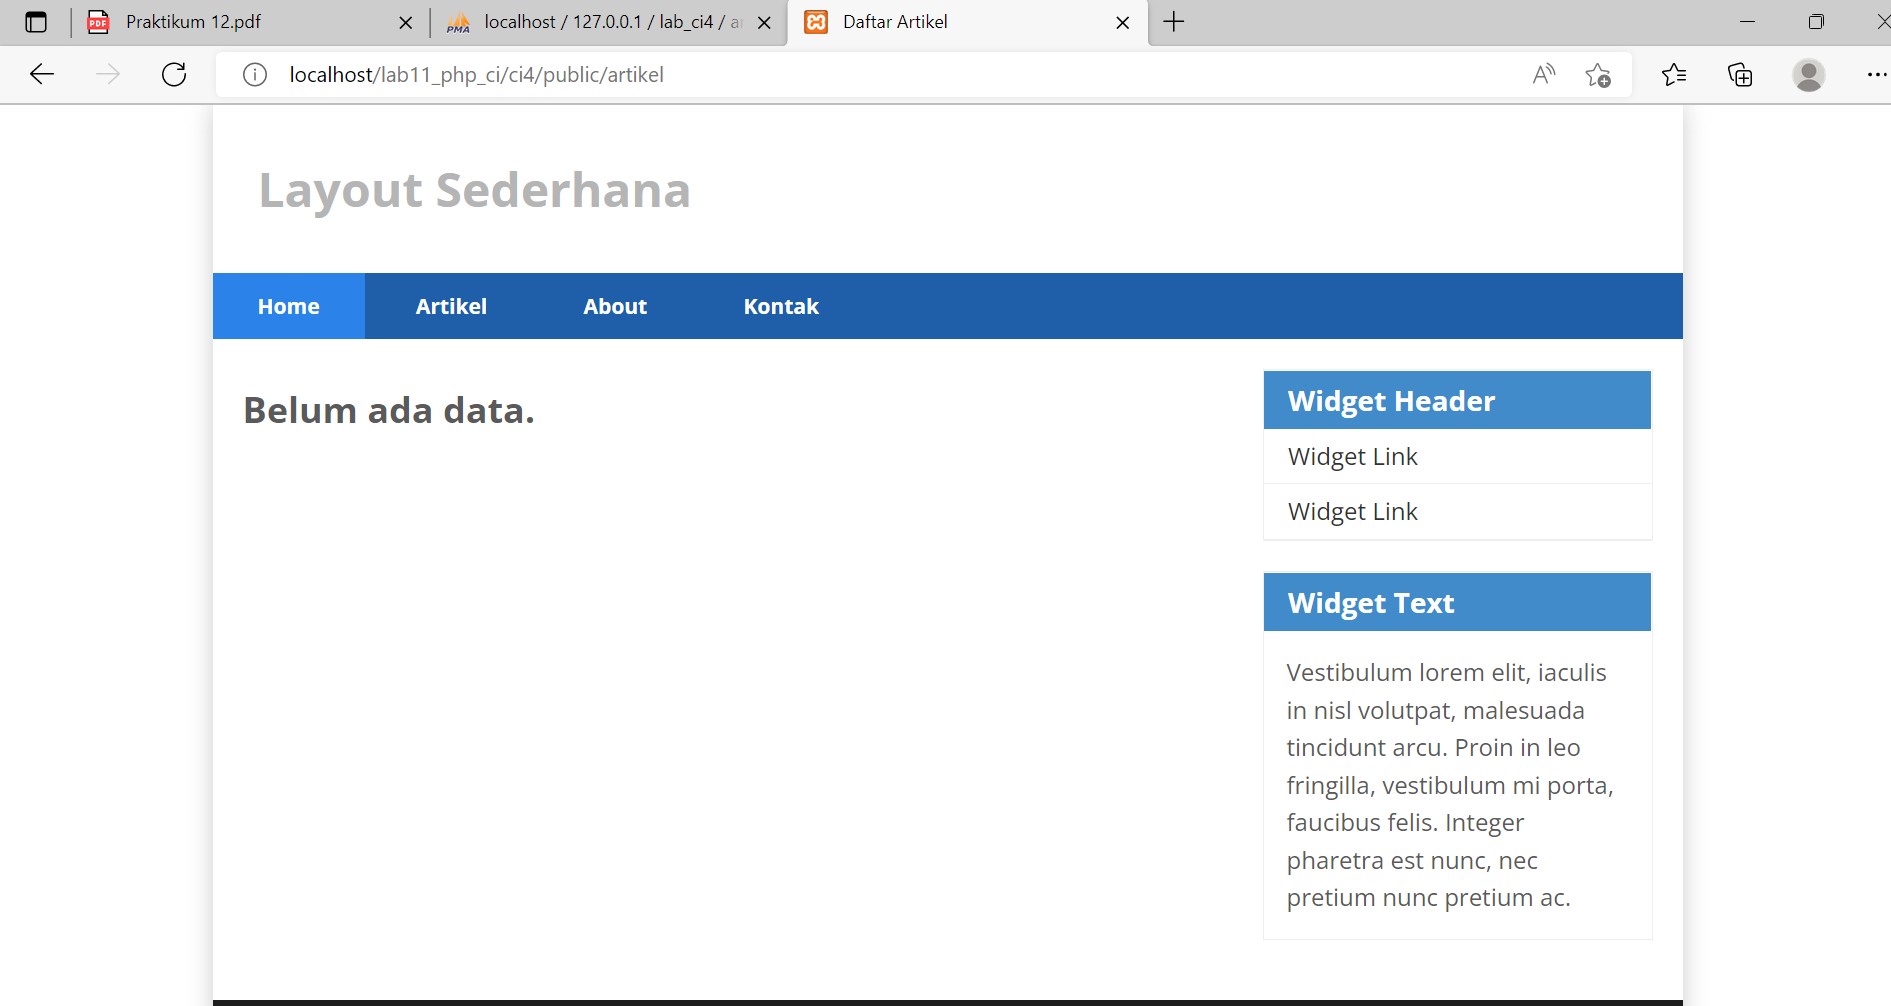 Praktikum 12.pdf
localhost / 127.0.0.1 / lab_ci4 /
Daftar Artikel
localhost/lab11_php_ci/ci4/public/artikel
Layout Sederhana
Home Artikel About Kontak
Belum ada data.
Widget Header
Widget Link
Widget Link
Widget Text
Vestibulum lorem elit, iaculis
in nisl volutpat, malesuada
tincidunt arcu. Proin in leo
fringilla, vestibulum mi porta,
faucibus felis. Integer
pharetra est nunc, nec
pretium nunc pretium ac.